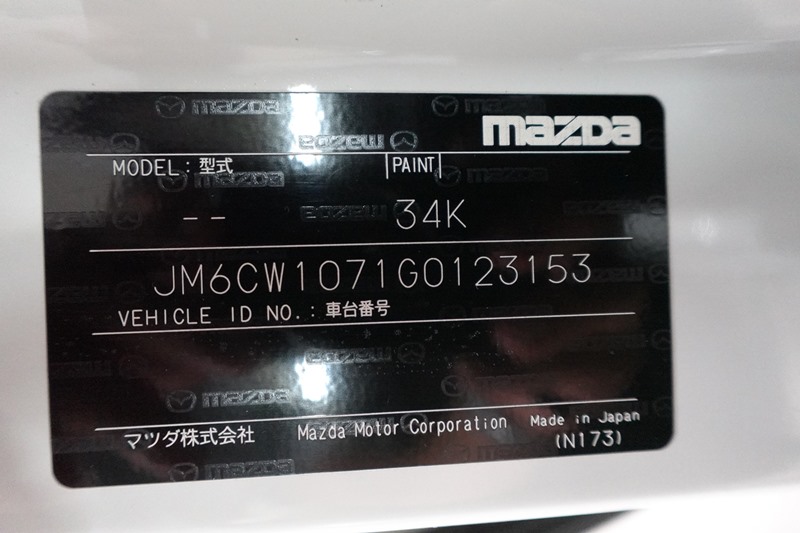 mazda
MODEL : 型式 PAINT
-- 34K
JM6CW1071G0123153
VEHICLE ID NO. : 車台番号
マツダ株式会社 Mazda Motor Corporation Made in Japan
(N173)